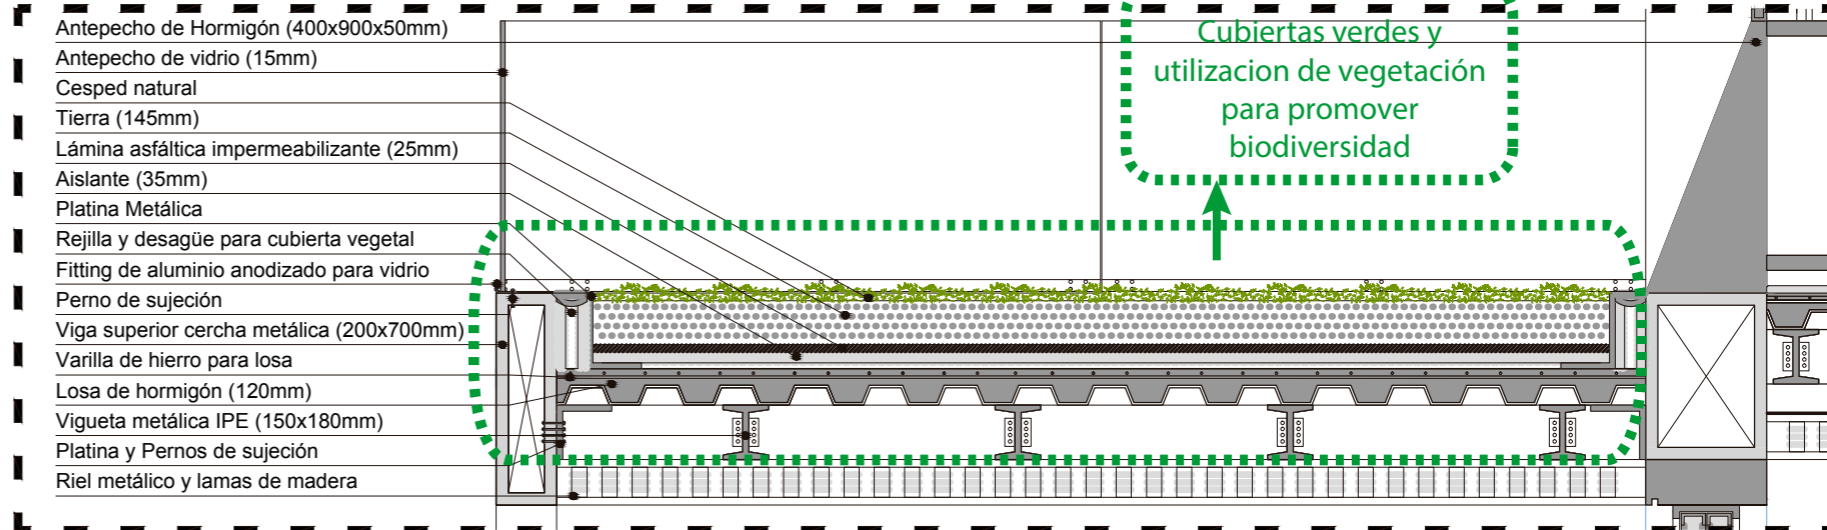 Antepecho de Hormigón (400x900x50mm)
Antepecho de vidrio (15mm)
Cesped natural
Tierra (145mm)
Lámina asfáltica impermeabilizante (25mm)
Aislante (35mm)
Platina Metálica
Rejilla y desagüe para cubierta vegetal
Fitting de aluminio anodizado para vidrio
Perno de sujeción
Viga superior cercha metálica (200x700mm)
Varilla de hierro para losa
Losa de hormigón (120mm)
Vigueta metálica IPE (150x180mm)
Platina y Pernos de sujeción
Riel metálico y lamas de madera
Cubiertas verdes y
utilizacion de vegetación
para promover
biodiversidad